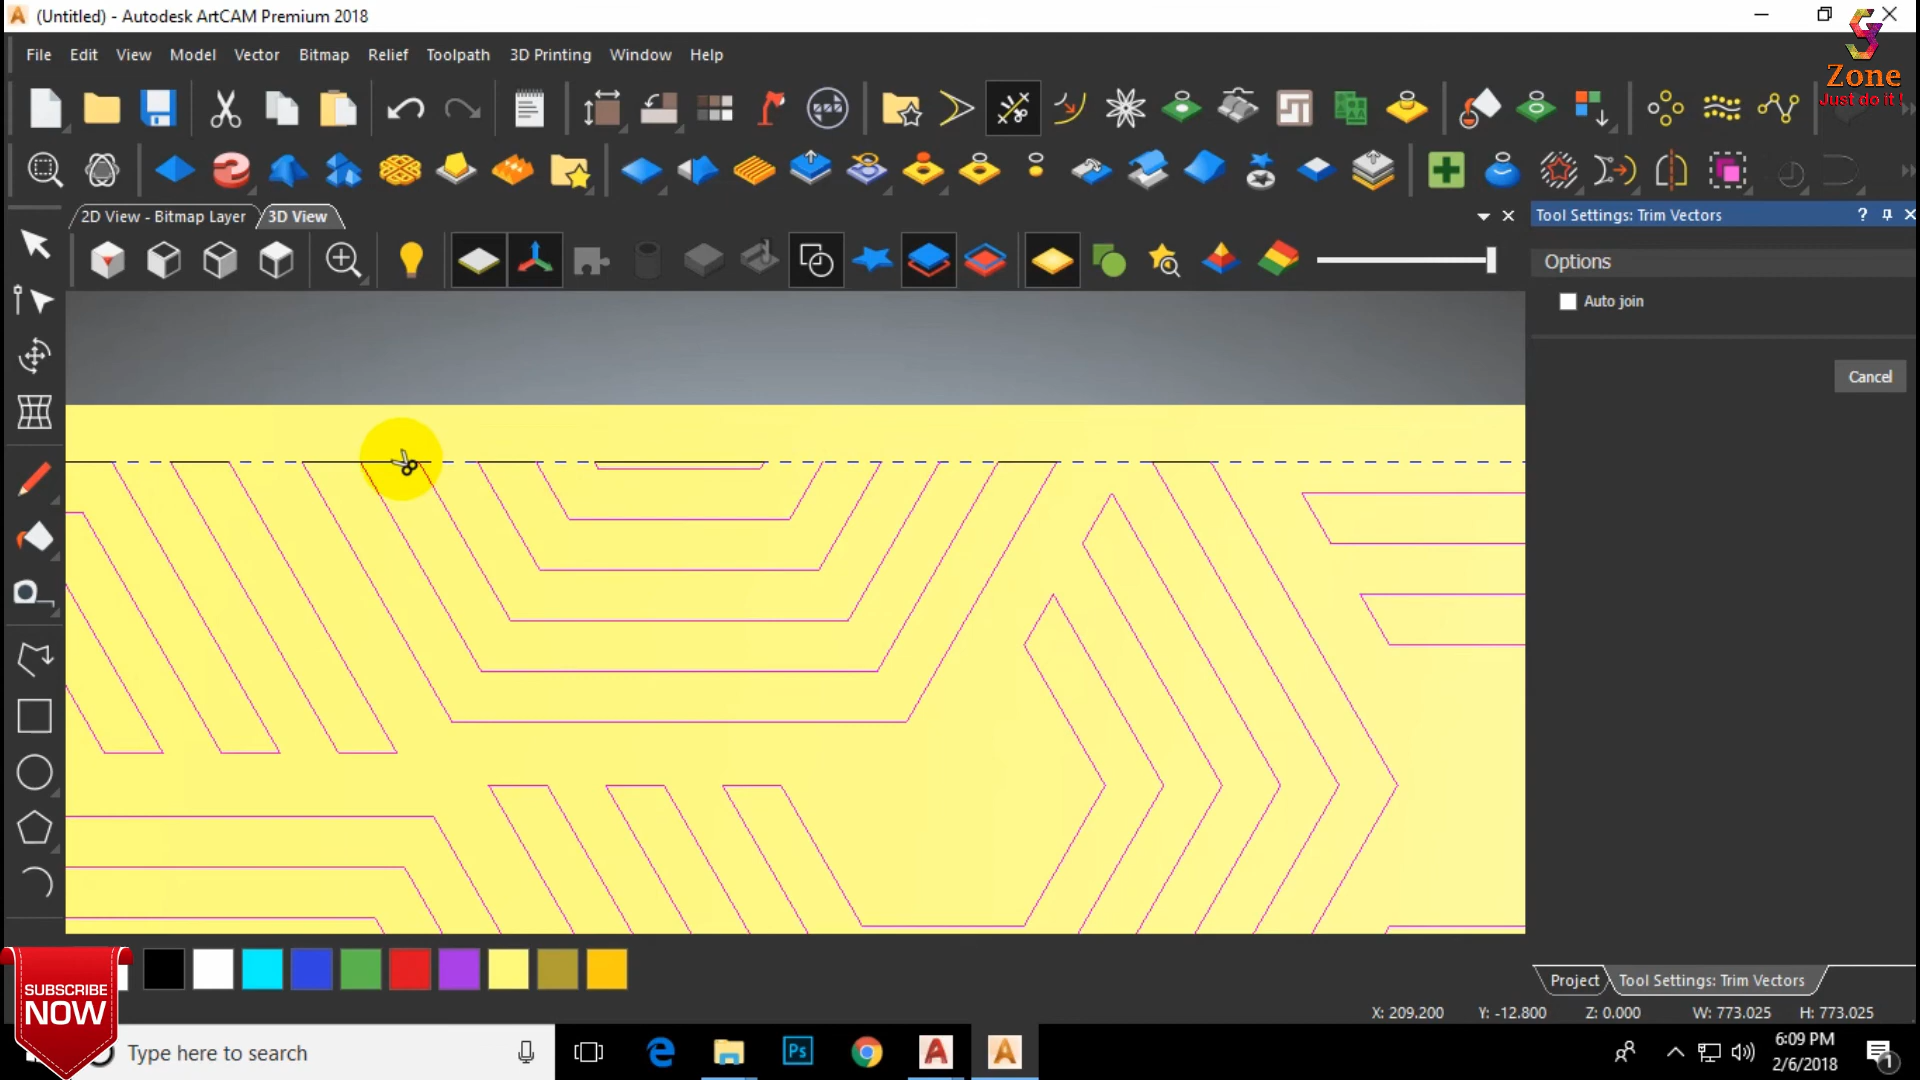 (Untitled) - Autodesk ArtCAM Premium 2018
File Edit View Model Vector Bitmap Relief Toolpath 3D Printing Window Help
Zone
Just do it !
2D View - Bitmap Layer
3D View
Tool Settings: Trim Vectors
Options
Auto join
Cancel
Project
Tool Settings: Trim Vectors
X: 209.200 Y: -12.800 Z: 0.000 W: 773.025 H: 773.025
SUBSCRIBE
NOW
Type here to search
Ps
6:09 PM
2/6/2018
1